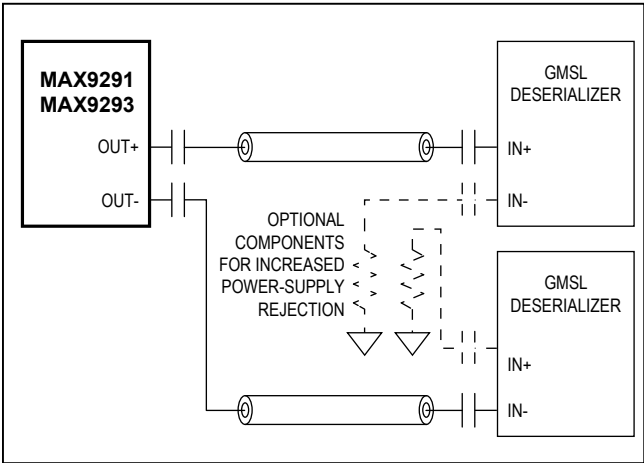 MAX9291
MAX9293
OUT+
OUT-
GMSL
DESERIALIZER
IN+
IN-
OPTIONAL
COMPONENTS
FOR INCREASED
POWER-SUPPLY
REJECTION
GMSL
DESERIALIZER
IN+
IN-